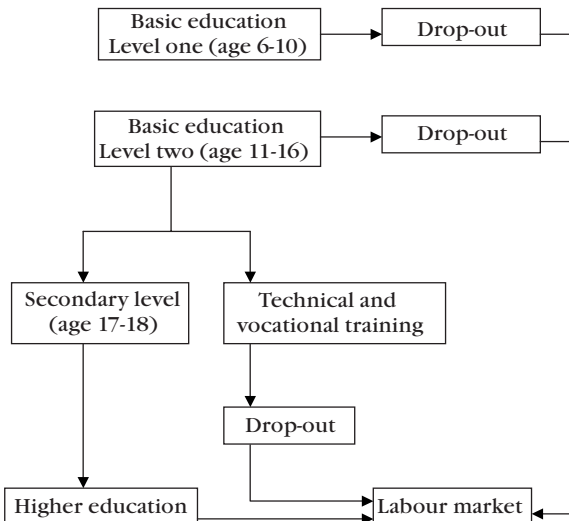 Basic education
Level one (age 6-10)
Drop-out
Basic education
Level two (age 11-16)
Drop-out
Secondary level
(age 17-18)
Technical and
vocational training
Drop-out
Higher education
Labour market